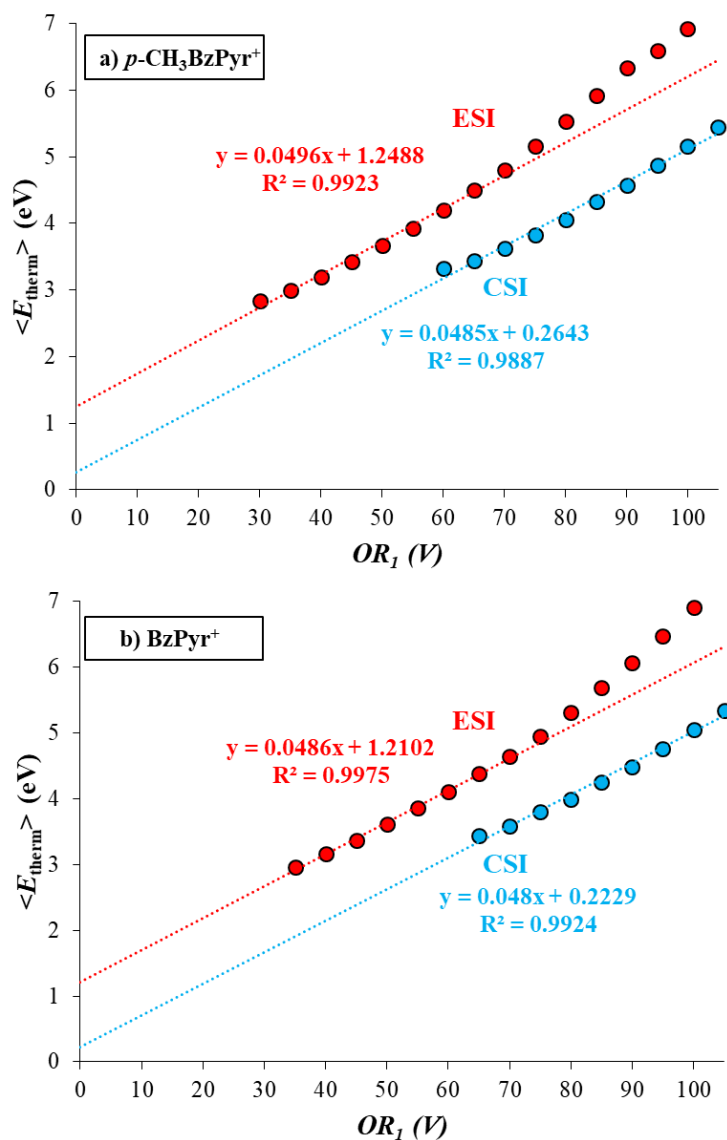 a) p-CH₃BzPyr⁺
<E_therm> (eV)
7
6
5
4
3
2
1
0
ESI
y = 0.0496x + 1.2488
R² = 0.9923
CSI
y = 0.0485x + 0.2643
R² = 0.9887
0 10 20 30 40 50 60 70 80 90 100
OR₁ (V)
b) BzPyr⁺
<E_therm> (eV)
7
6
5
4
3
2
1
0
ESI
y = 0.0486x + 1.2102
R² = 0.9975
CSI
y = 0.048x + 0.2229
R² = 0.9924
0 10 20 30 40 50 60 70 80 90 100
OR₁ (V)